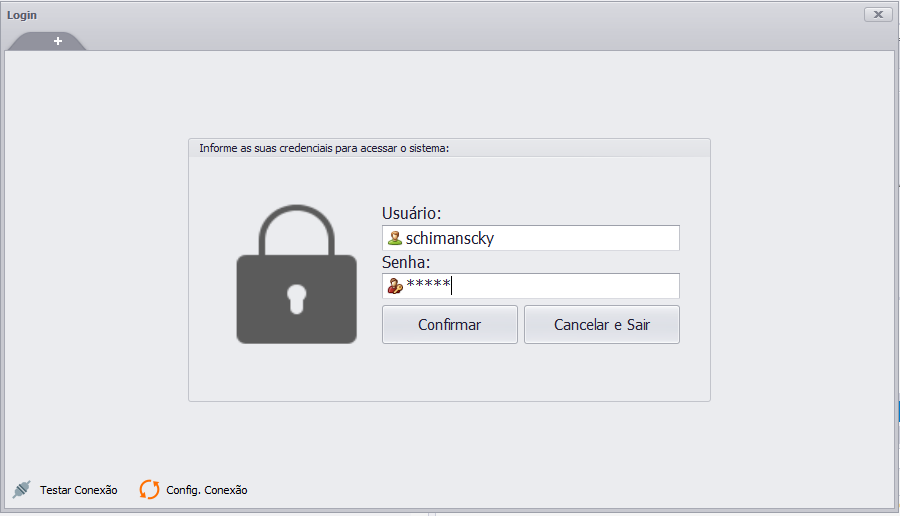 Login
+
Informe as suas credenciais para acessar o sistema:
Usuário:
schimanscky
Senha:
*****
Confirmar Cancelar e Sair
Testar Conexão Config. Conexão